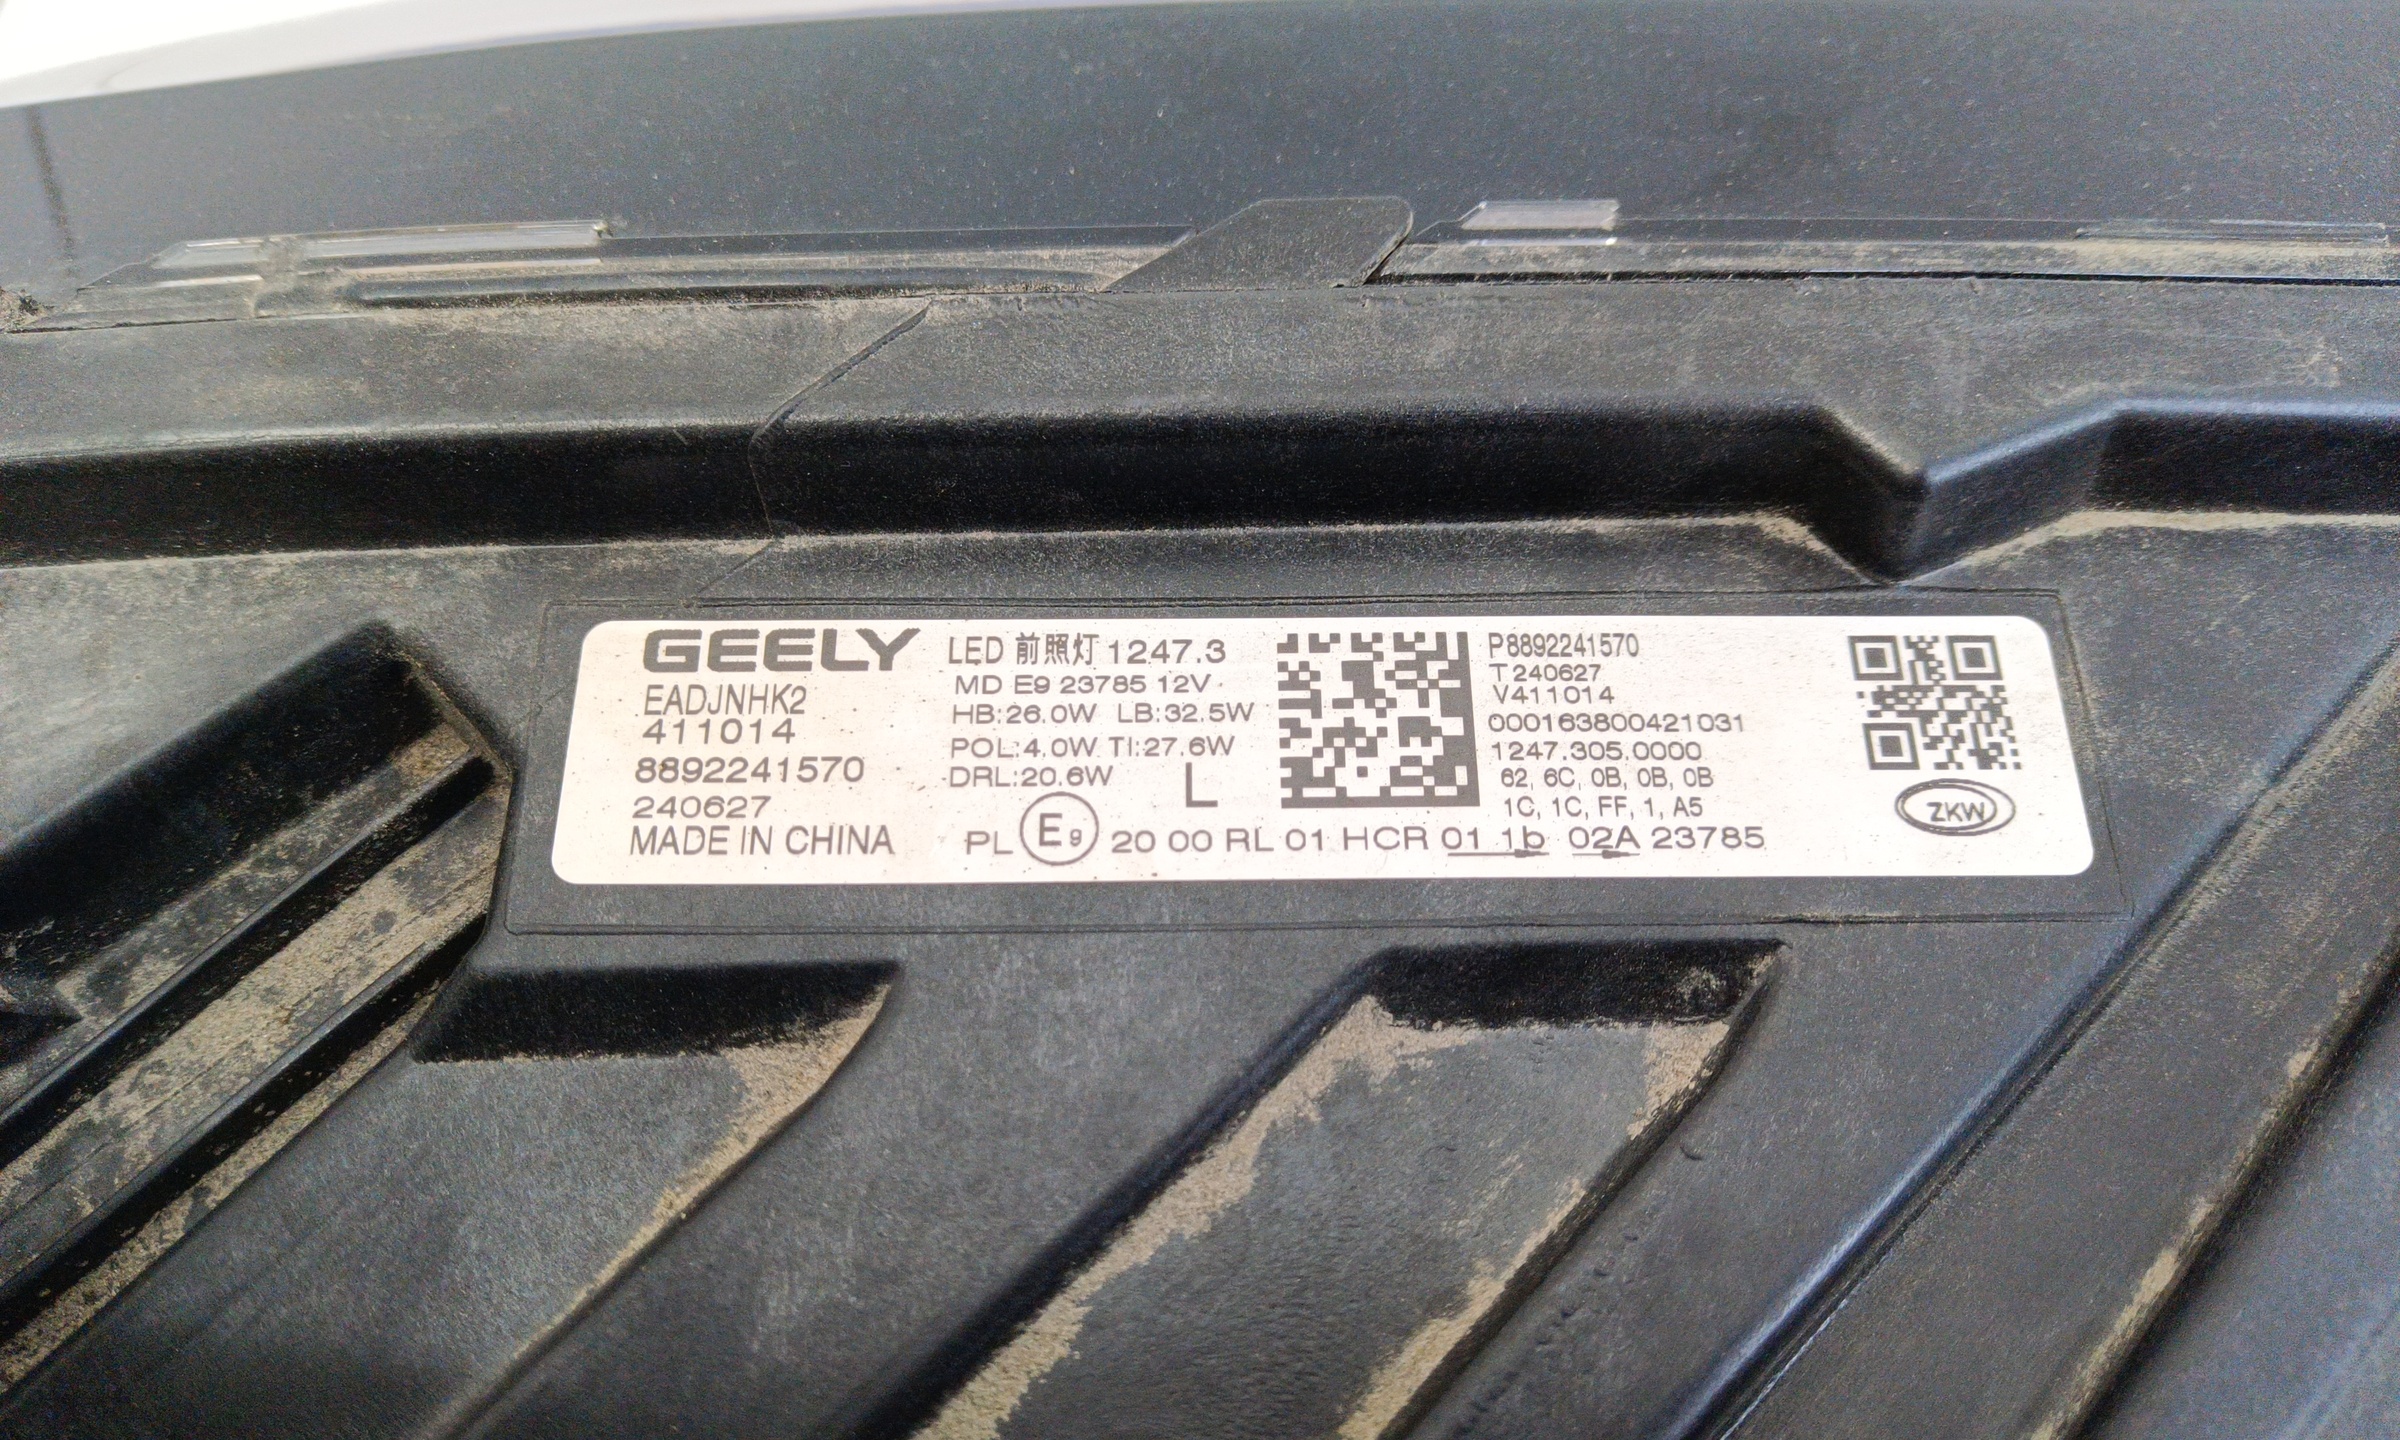 GEELY
EADJNHK2
411014
8892241570
240627
MADE IN CHINA
LED 前照灯 1247.3
MD E9 23785 12V
HB:26.0W LB:32.5W
POL:4.0W TI:27.6W
DRL:20.6W
L
PL E9 20 00 RL 01 HCR 01 1b 02A 23785
P8892241570
T240627
V411014
000163800421031
1247.305.0000
62, 6C, 0B, 0B, 0B
1C, 1C, FF, 1, A5
ZKW